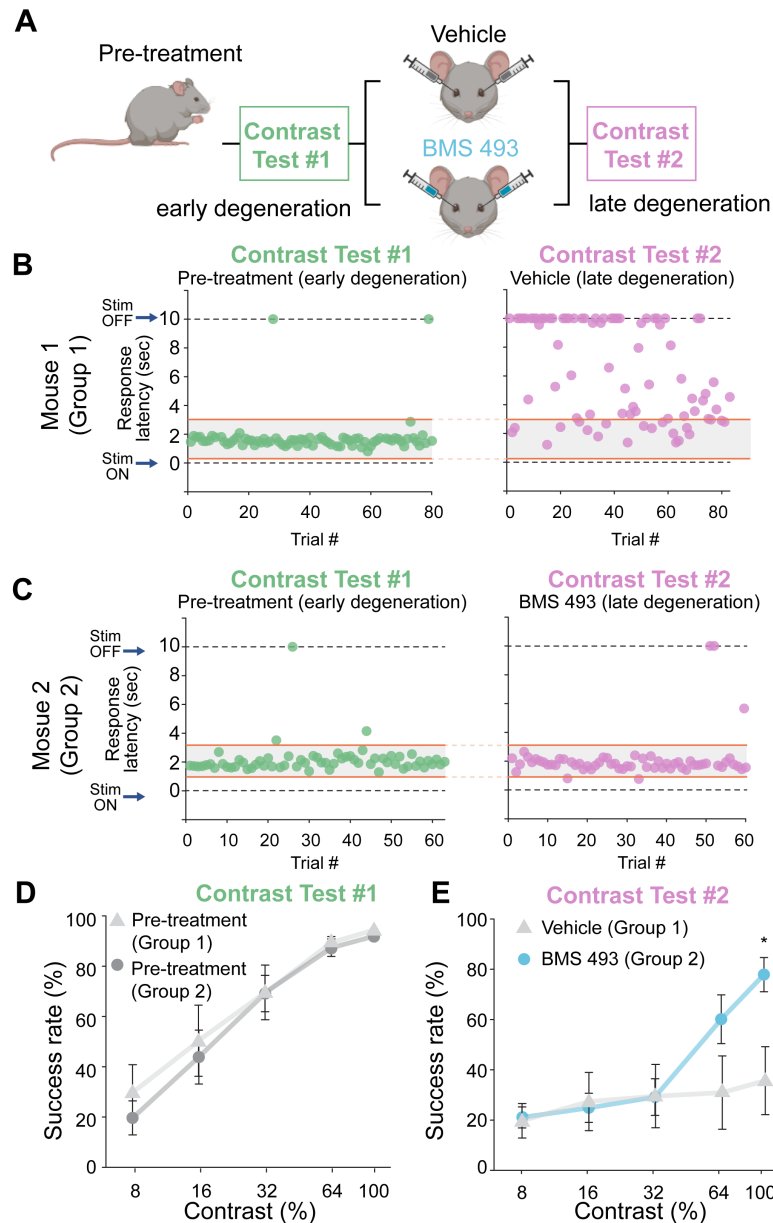 A
Pre-treatment
Vehicle
Contrast
Test #1
BMS 493
Contrast
Test #2
early degeneration
late degeneration
B
Contrast Test #1
Pre-treatment (early degeneration)
Contrast Test #2
Vehicle (late degeneration)
Mouse 1
(Group 1)
Stim
OFF
Response
latency (sec)
Stim
ON
10
8
6
4
2
0
0 20 40 60 80
Trial #
0 20 40 60 80
Trial #
C
Contrast Test #1
Pre-treatment (early degeneration)
Contrast Test #2
BMS 493 (late degeneration)
Mosue 2
(Group 2)
Stim
OFF
Response
latency (sec)
Stim
ON
10
8
6
4
2
0
0 10 20 30 40 50 60
Trial #
0 20 40 60
Trial #
D
Contrast Test #1
Pre-treatment
(Group 1)
Pre-treatment
(Group 2)
Success rate (%)
100
80
60
40
20
0
8 16 32 64 100
Contrast (%)
E
Contrast Test #2
Vehicle (Group 1)
BMS 493 (Group 2)
*
Success rate (%)
100
80
60
40
20
0
8 16 32 64 100
Contrast (%)